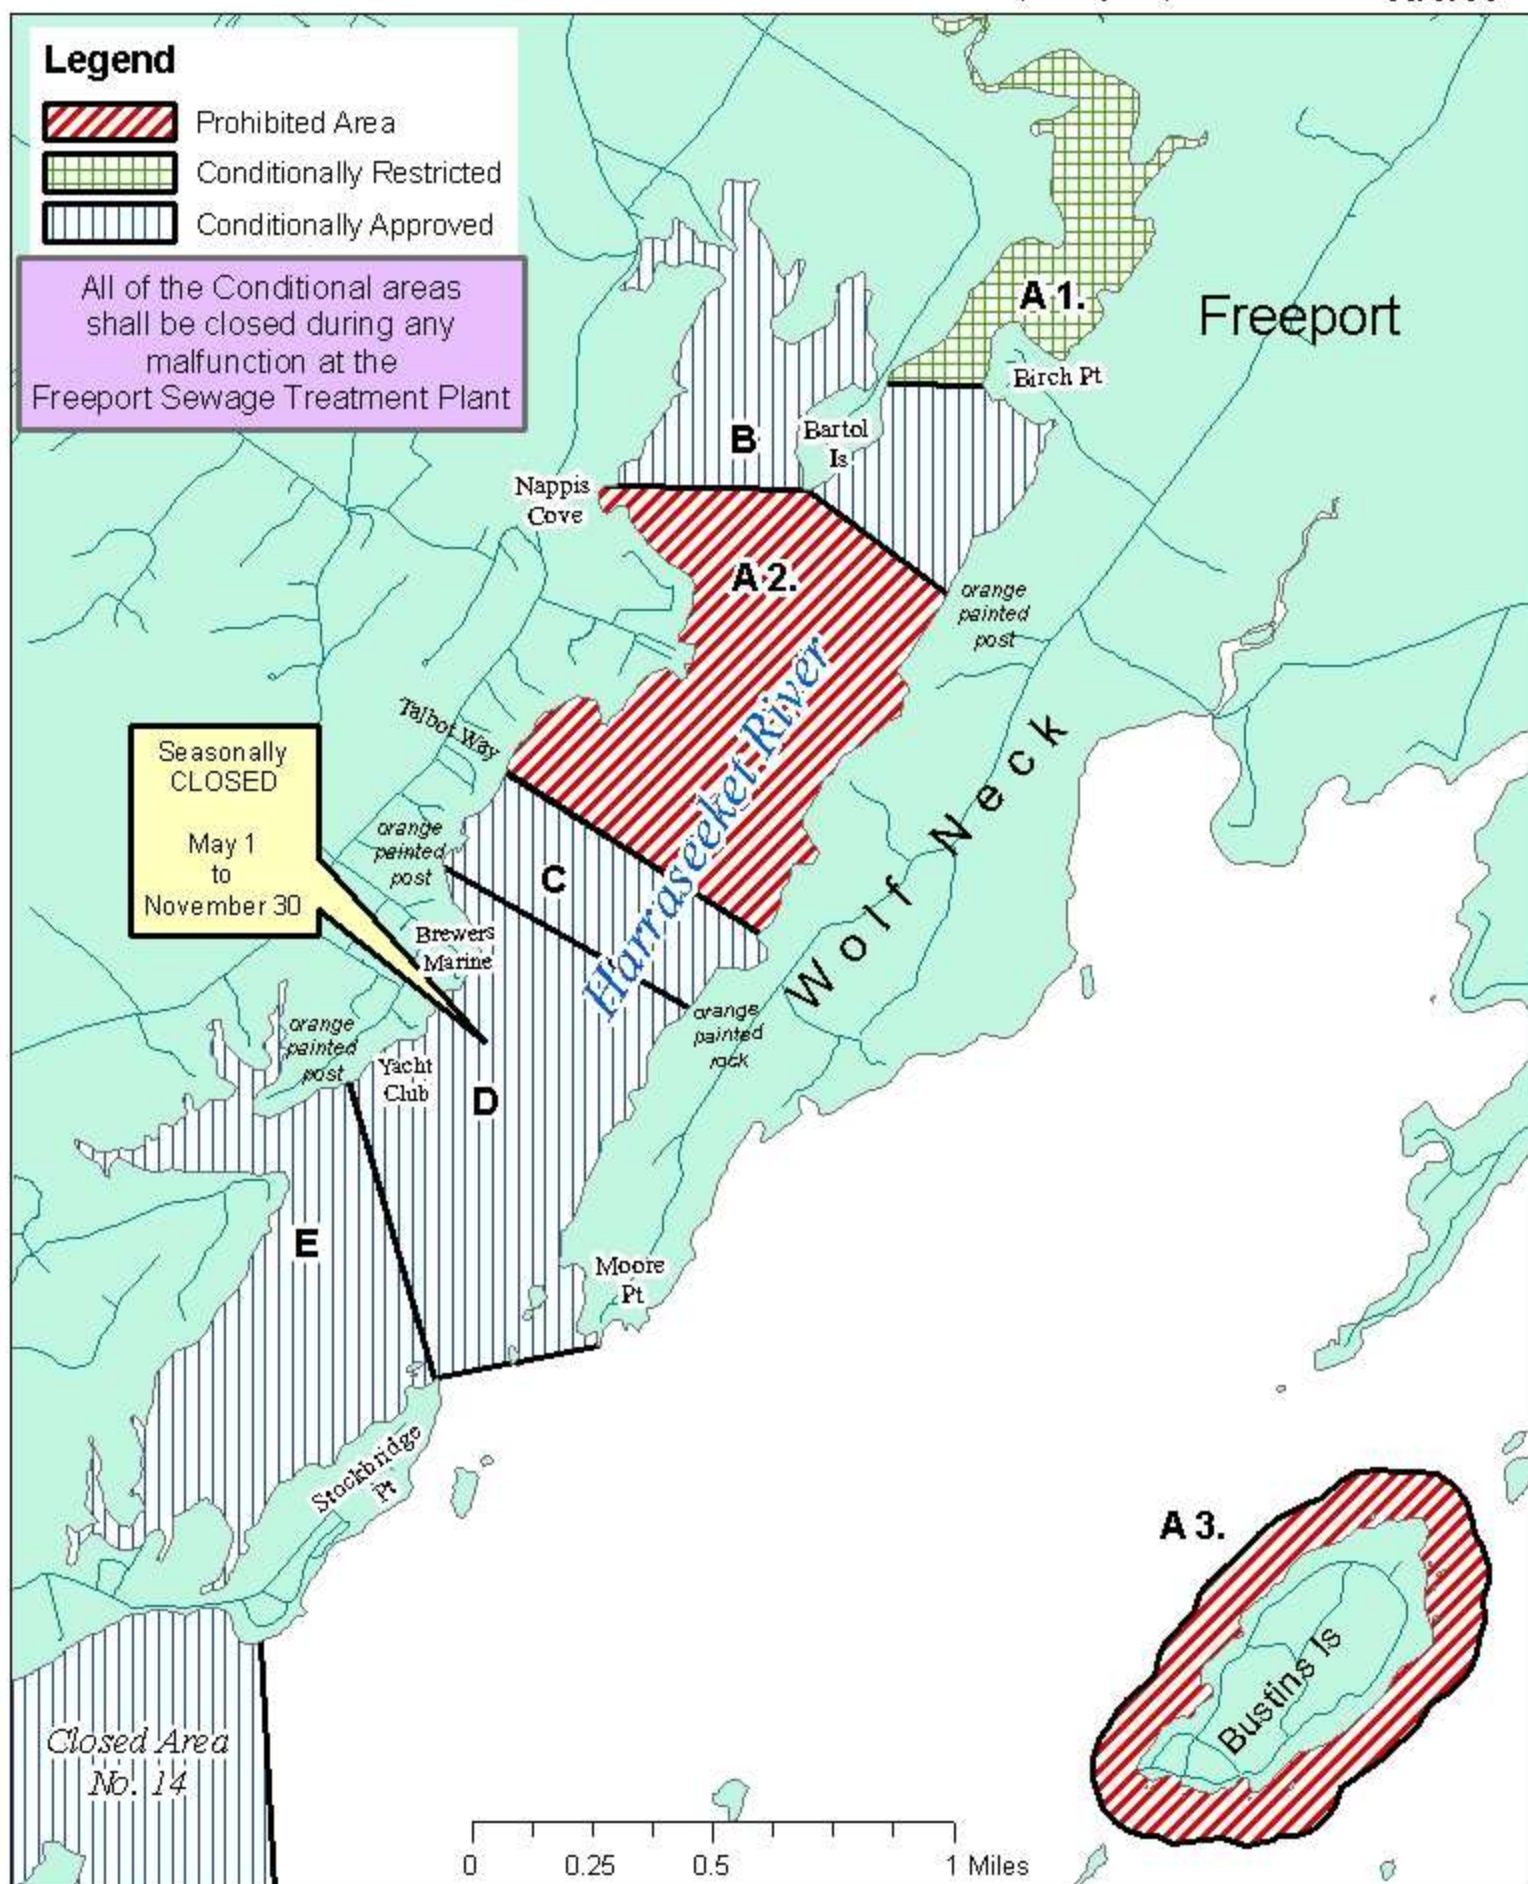 Legend
Prohibited Area
Conditionally Restricted
Conditionally Approved
All of the Conditional areas
shall be closed during any
malfunction at the
Freeport Sewage Treatment Plant
A 1.
Freeport
Birch Pt
B
Bartol
Is
Nappis
Cove
A 2.
orange
painted
post
Harraseeket River
Talbot Way
Wolf Neck
Seasonally
CLOSED
May 1
to
November 30
orange
painted
post
C
Brewers
Marine
orange
painted
rock
orange
painted
post
Yacht
Club
D
E
Moore
Pt
Stockbridge
Pt
A 3.
Bustins Is
Closed Area
No. 14
0 0.25 0.5 1 Miles